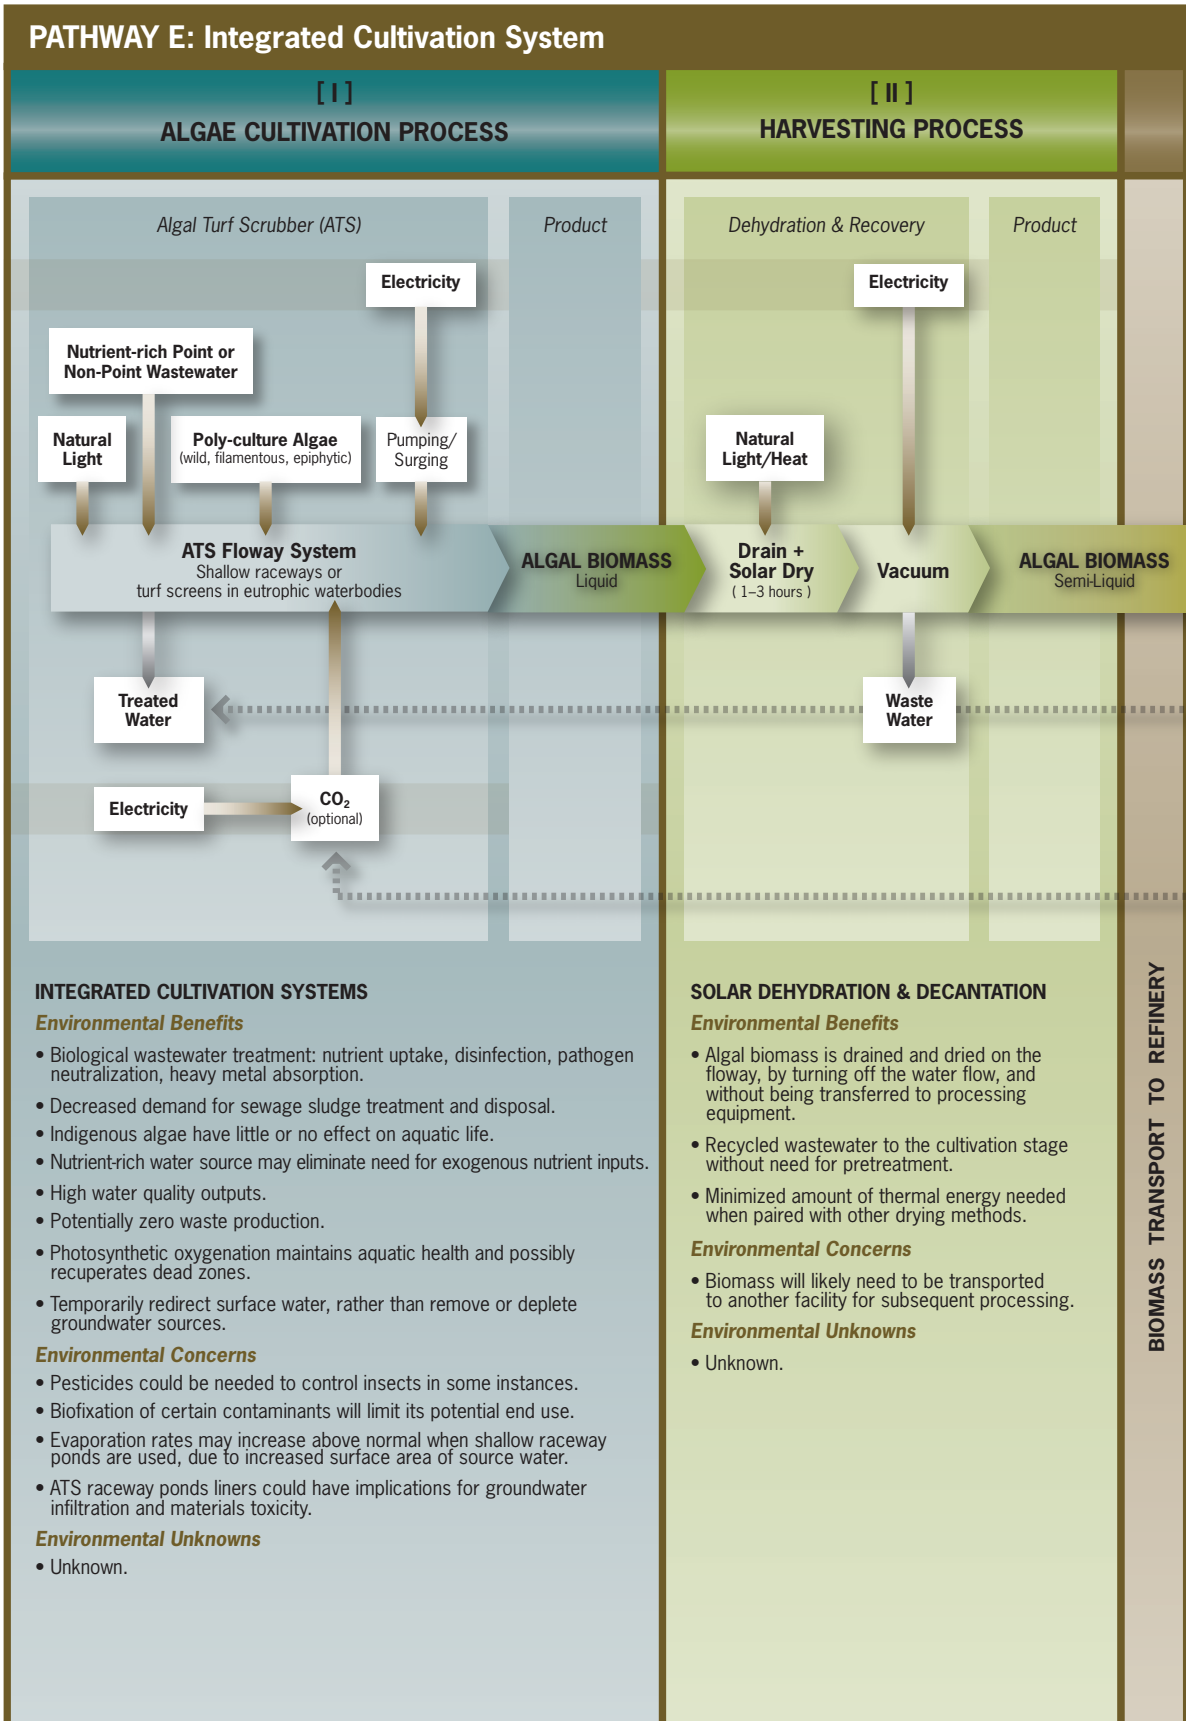 PATHWAY E: Integrated Cultivation System
[ I ]
ALGAE CULTIVATION PROCESS
[ II ]
HARVESTING PROCESS
Algal Turf Scrubber (ATS)
Product
Dehydration & Recovery
Product
Electricity
Electricity
Nutrient-rich Point or
Non-Point Wastewater
Natural
Light
Poly-culture Algae
(wild, filamentous, epiphytic)
Pumping/
Surging
Natural
Light/Heat
ATS Floway System
Shallow raceways or
turf screens in eutrophic waterbodies
ALGAL BIOMASS
Liquid
Drain +
Solar Dry
( 1–3 hours )
Vacuum
ALGAL BIOMASS
Semi-Liquid
Treated
Water
Waste
Water
Electricity
CO₂
(optional)
INTEGRATED CULTIVATION SYSTEMS
Environmental Benefits
• Biological wastewater treatment: nutrient uptake, disinfection, pathogen
neutralization, heavy metal absorption.
• Decreased demand for sewage sludge treatment and disposal.
• Indigenous algae have little or no effect on aquatic life.
• Nutrient-rich water source may eliminate need for exogenous nutrient inputs.
• High water quality outputs.
• Potentially zero waste production.
• Photosynthetic oxygenation maintains aquatic health and possibly
recuperates dead zones.
• Temporarily redirect surface water, rather than remove or deplete
groundwater sources.
Environmental Concerns
• Pesticides could be needed to control insects in some instances.
• Biofixation of certain contaminants will limit its potential end use.
• Evaporation rates may increase above normal when shallow raceway
ponds are used, due to increased surface area of source water.
• ATS raceway ponds liners could have implications for groundwater
infiltration and materials toxicity.
Environmental Unknowns
• Unknown.
SOLAR DEHYDRATION & DECANTATION
Environmental Benefits
• Algal biomass is drained and dried on the
floway, by turning off the water flow, and
without being transferred to processing
equipment.
• Recycled wastewater to the cultivation stage
without need for pretreatment.
• Minimized amount of thermal energy needed
when paired with other drying methods.
Environmental Concerns
• Biomass will likely need to be transported
to another facility for subsequent processing.
Environmental Unknowns
• Unknown.
BIOMASS TRANSPORT TO REFINERY